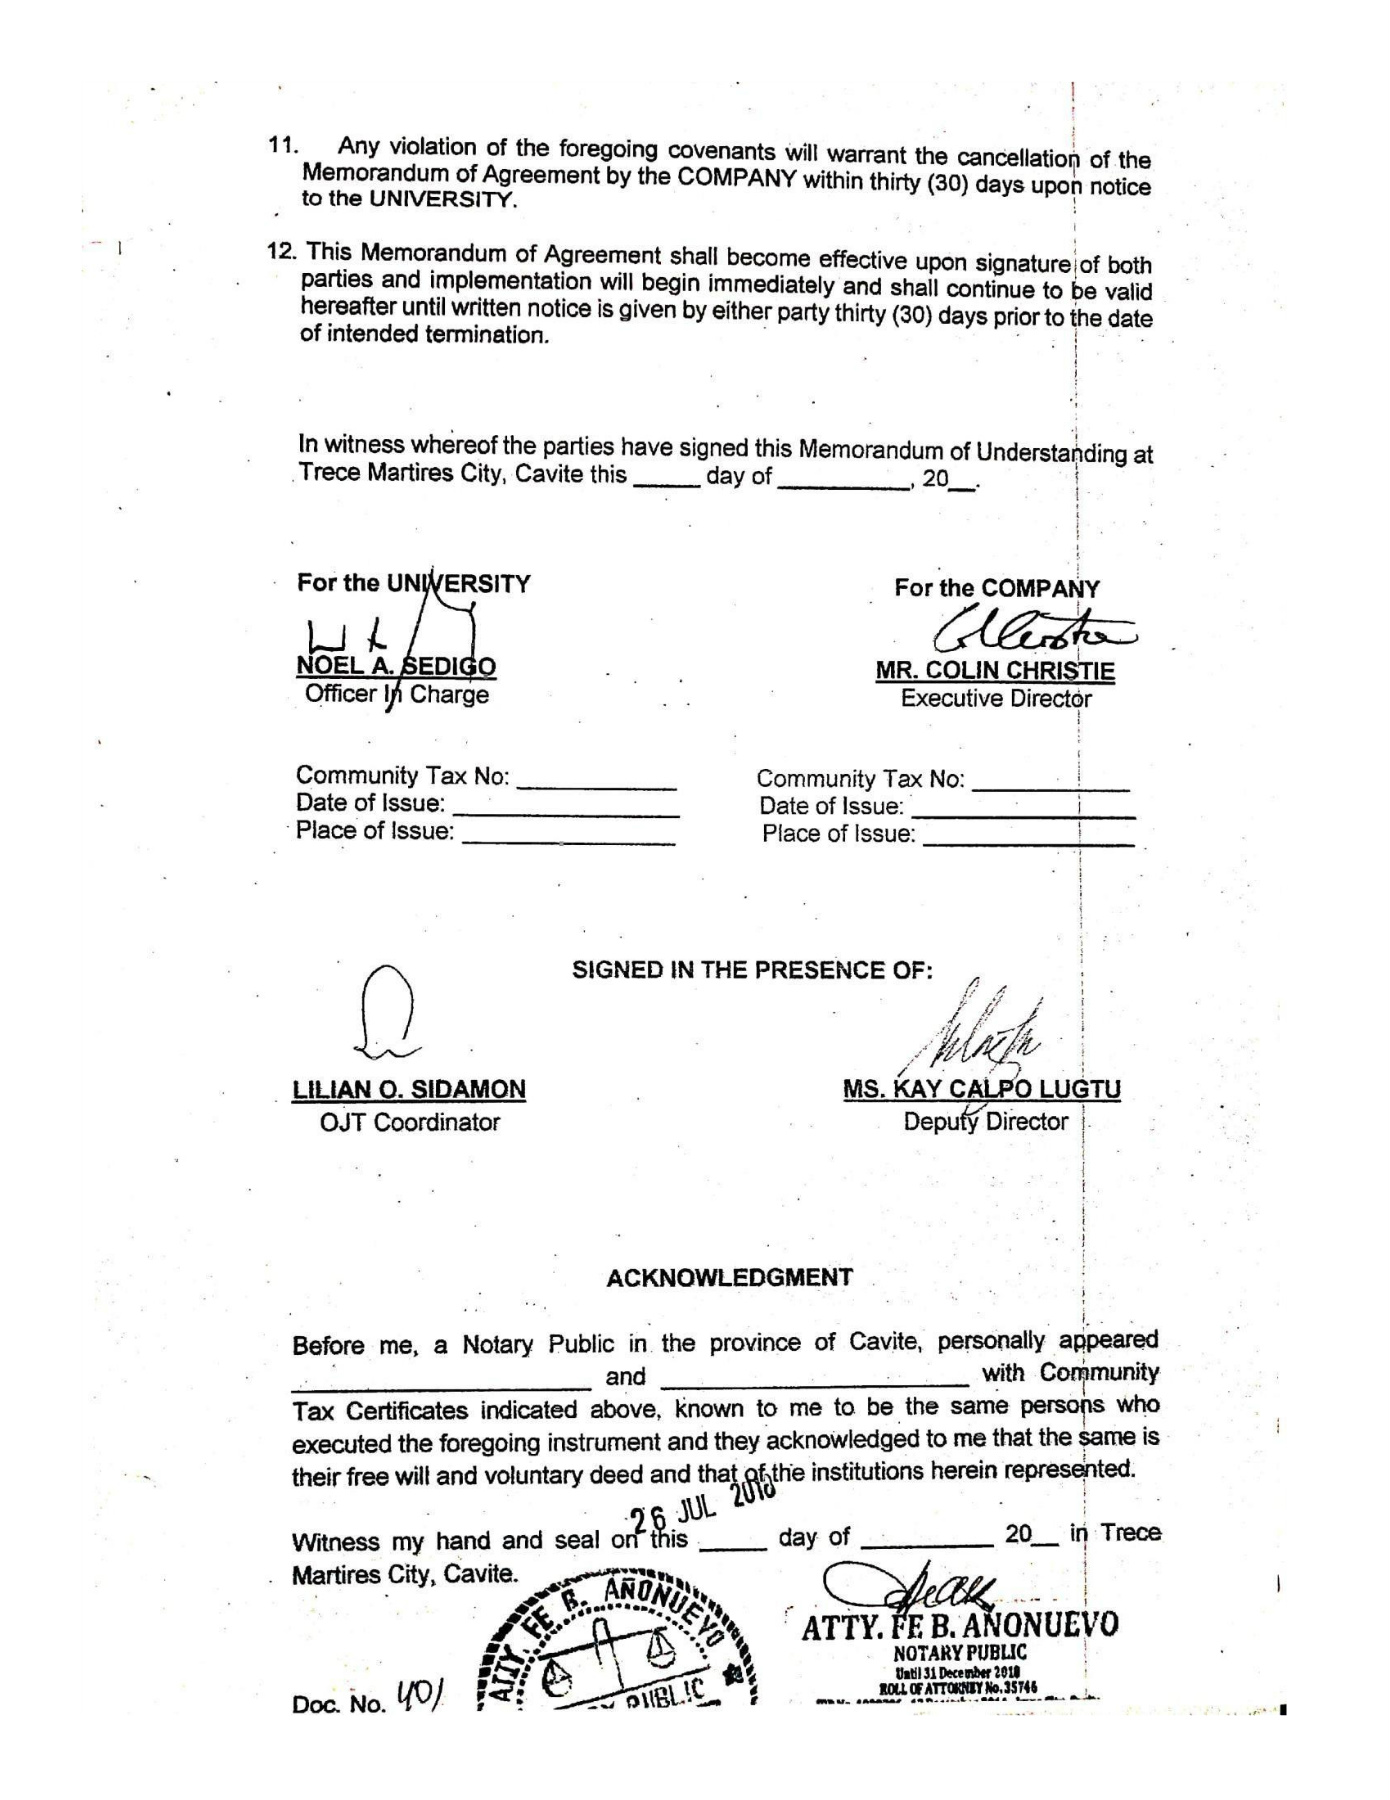 11. Any violation of the foregoing covenants will warrant the cancellation of the
Memorandum of Agreement by the COMPANY within thirty (30) days upon notice
to the UNIVERSITY.
12. This Memorandum of Agreement shall become effective upon signature of both
parties and implementation will begin immediately and shall continue to be valid
hereafter until written notice is given by either party thirty (30) days prior to the date
of intended termination.
In witness whereof the parties have signed this Memorandum of Understanding at
Trece Martires City, Cavite this _____ day of __________, 20__.
For the UNIVERSITY
For the COMPANY
NOEL A. SEDIGO
MR. COLIN CHRISTIE
Officer In Charge
Executive Director
Community Tax No: ____________
Date of Issue: _________________
Place of Issue: ________________
Community Tax No: ____________
Date of Issue: _________________
Place of Issue: ________________
SIGNED IN THE PRESENCE OF:
LILIAN O. SIDAMON
MS. KAY CALPO LUGTU
OJT Coordinator
Deputy Director
ACKNOWLEDGMENT
Before me, a Notary Public in the province of Cavite, personally appeared
______________________ and ______________________ with Community
Tax Certificates indicated above, known to me to be the same persons who
executed the foregoing instrument and they acknowledged to me that the same is
their free will and voluntary deed and that of the institutions herein represented.
26 JUL
Witness my hand and seal on this _____ day of __________ 20__ in Trece
Martires City, Cavite.
ATTY. FE B. AÑONUEVO
PUBLIC
ATTY. FE B. AÑONUEVO
NOTARY PUBLIC
Until 31 December 2018
ROLL OF ATTORNEY No. 35746
Doc. No. 401